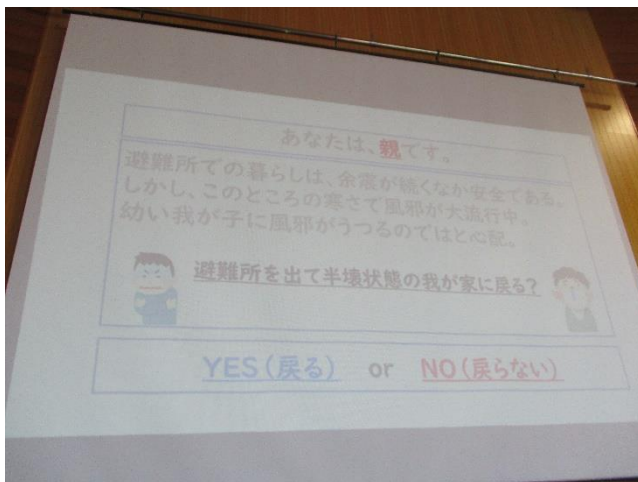 あなたは、親です。
避難所での暮らしは、余震が続くなか安全である。
しかし、このところの寒さで風邪が大流行中。
幼い我が子に風邪がうつるのではと心配。
避難所を出て半壊状態の我が家に戻る?
YES(戻る) or NO(戻らない)